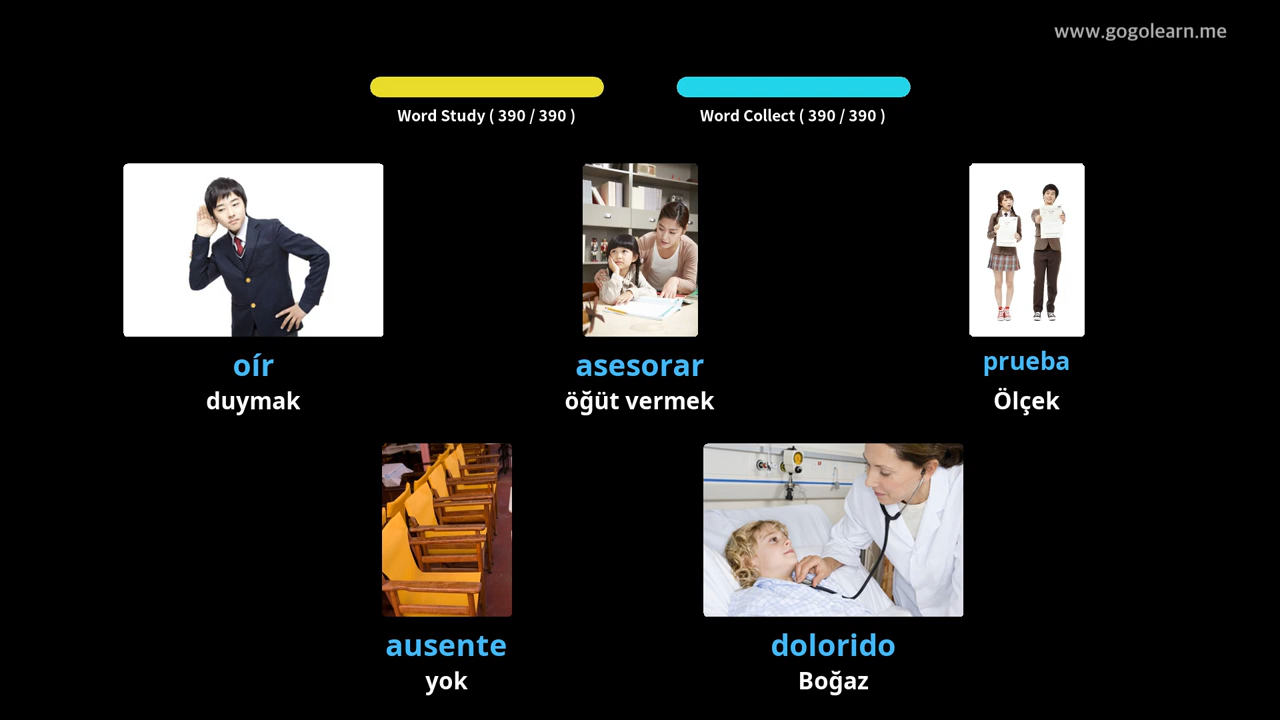 www.gogolearn.me
Word Study ( 390 / 390 )
Word Collect ( 390 / 390 )
oír
duymak
asesorar
öğüt vermek
prueba
Ölçek
ausente
yok
dolorido
Boğaz